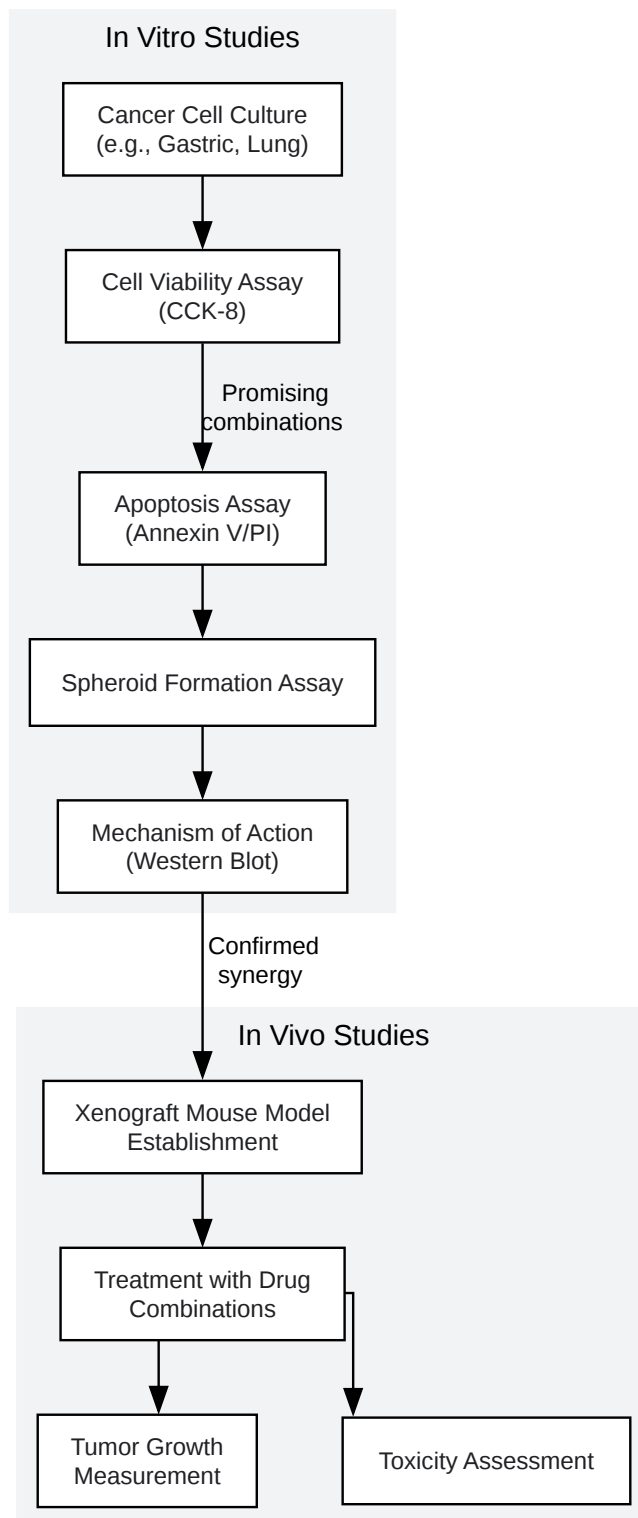 In Vitro Studies
Cancer Cell Culture
(e.g., Gastric, Lung)
Cell Viability Assay
(CCK-8)
Promising
combinations
Apoptosis Assay
(Annexin V/PI)
Spheroid Formation Assay
Mechanism of Action
(Western Blot)
Confirmed
synergy
In Vivo Studies
Xenograft Mouse Model
Establishment
Treatment with Drug
Combinations
Tumor Growth
Measurement
Toxicity Assessment